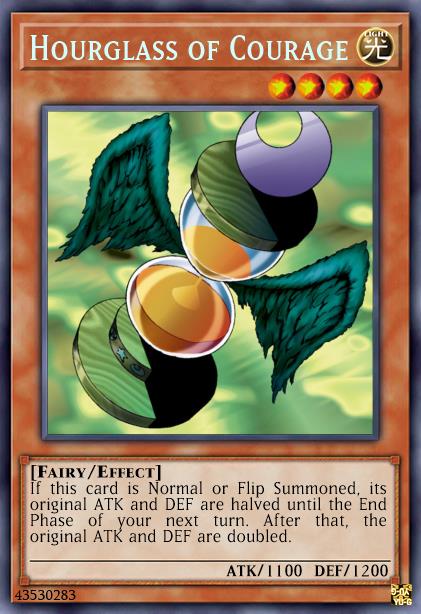 Hourglass of Courage
LIGHT
光
[Fairy/Effect]
If this card is Normal or Flip Summoned, its
original ATK and DEF are halved until the End
Phase of your next turn. After that, the
original ATK and DEF are doubled.
ATK/1100 DEF/1200
43530283